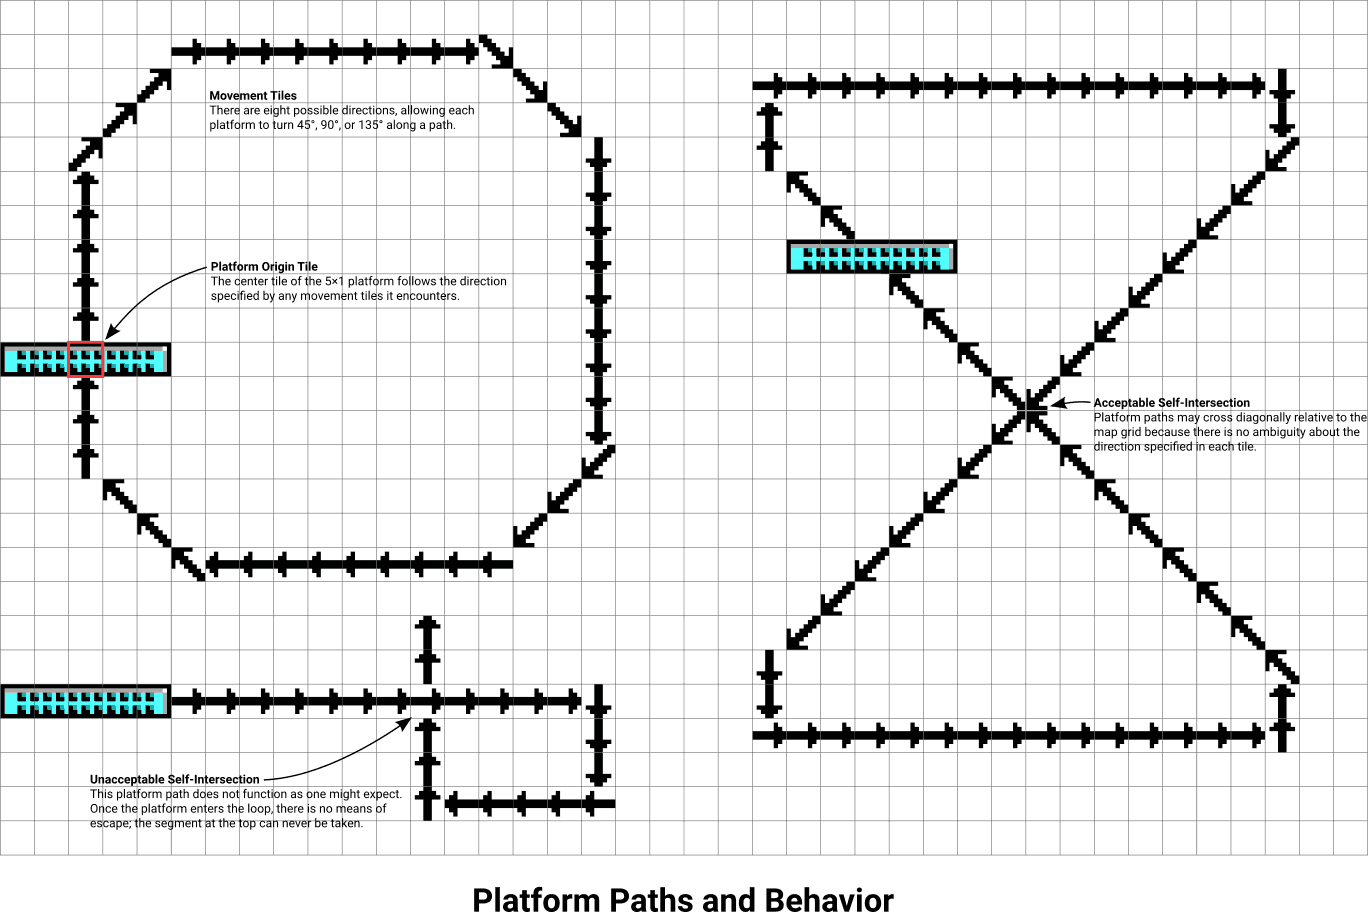 Movement Tiles
There are eight possible directions, allowing each
platform to turn 45°, 90°, or 135° along a path.
Platform Origin Tile
The center tile of the 5×1 platform follows the direction
specified by any movement tiles it encounters.
Acceptable Self-Intersection
Platform paths may cross diagonally relative to the
map grid because there is no ambiguity about the
direction specified in each tile.
Unacceptable Self-Intersection
This platform path does not function as one might expect.
Once the platform enters the loop, there is no means of
escape; the segment at the top can never be taken.
Platform Paths and Behavior